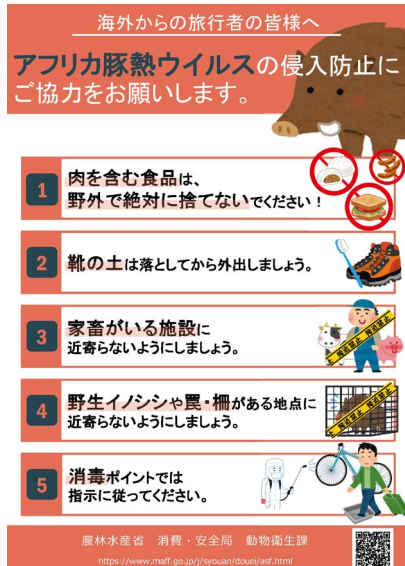 海外からの旅行者の皆様へ
アフリカ豚熱ウイルスの侵入防止に
ご協力をお願いします。
1
肉を含む食品は、
野外で絶対に捨てないでください！
2
靴の土は落としてから外出しましょう。
3
家畜がいる施設に
近寄らないようにしましょう。
4
野生イノシシや罠・柵がある地点に
近寄らないようにしましょう。
5
消毒ポイントでは
指示に従ってください。
農林水産省 消費・安全局 動物衛生課
https://www.maff.go.jp/j/syouan/douei/asf.html